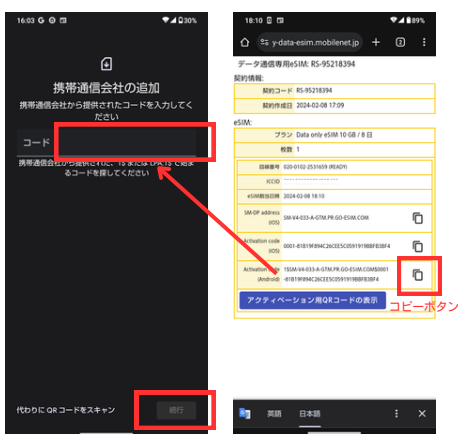 16:03 G
30%
携帯通信会社の追加
携帯通信会社から提供されたコードを入力してく
ださい
コード
携帯通信会社から提供された、1$ または LPA:1$ で始ま
るコードを探してください
代わりに QR コードをスキャン
続行
18:10
89%
y-data-esim.mobilenet.jp
データ通信専用eSIM: RS-95218394
契約情報:
契約コード RS-95218394
契約作成日 2024-02-08 17:09
eSIM:
プラン Data only eSIM 10 GB / 8 日
枚数 1
回線番号 020-0102-2531659 (READY)
ICCID
eSIM割当日時 2024-02-08 18:10
SM-DP address
(iOS)
SM-V4-033-A-GTM.PR.GO-ESIM.COM
Activation code
(iOS)
0001-81B19F894C26CEE5C0591919BBFB3BF4
Activation code
(Android)
1$SM-V4-033-A-GTM.PR.GO-ESIM.COM$0001
-81B19F894C26CEE5C0591919BBFB3BF4
アクティベーション用QRコードの表示
コピーボタン
英語 日本語